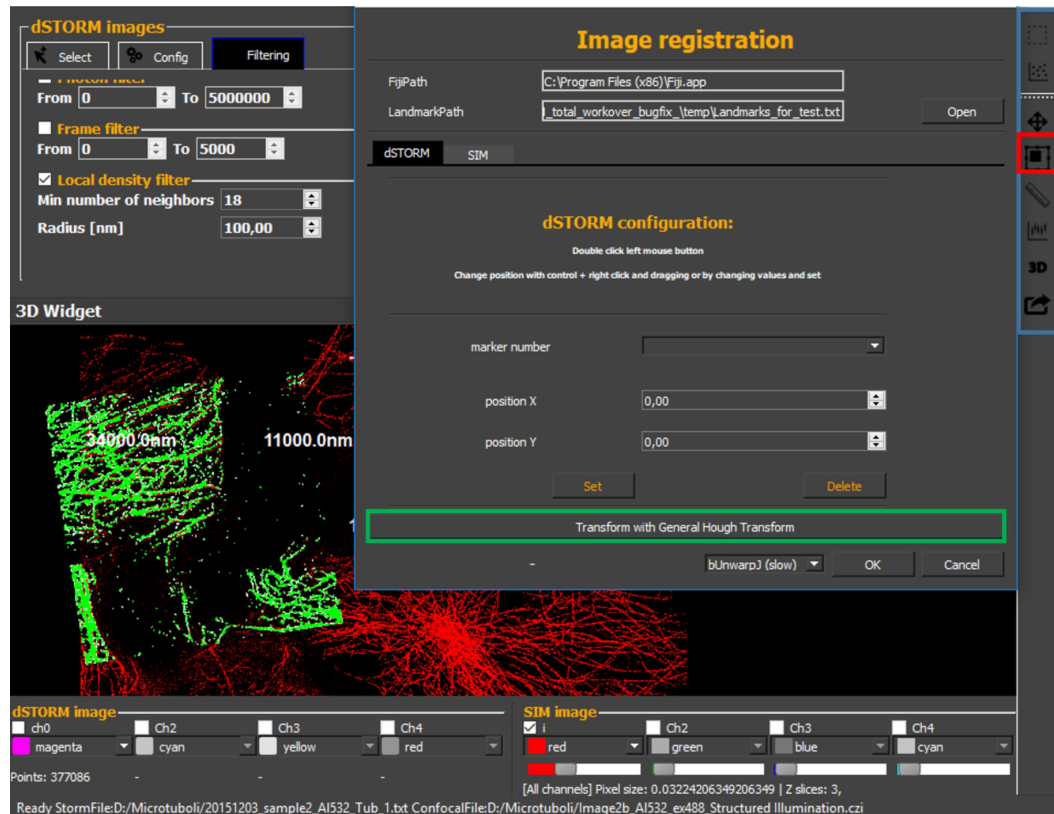 dSTORM images
Select Config Filtering
From 0 To 5000000
Frame filter
From 0 To 5000
Local density filter
Min number of neighbors 18
Radius [nm] 100,00
Image registration
FijiPath C:\Program Files (x86)\Fiji.app
LandmarkPath _total_workover_bugfix_\temp\Landmarks_for_test.txt Open
dSTORM SIM
dSTORM configuration:
Double click left mouse button
Change position with control + right click and dragging or by changing values and set
marker number
position X 0,00
position Y 0,00
Set Delete
Transform with General Hough Transform
- bUnwarpJ (slow) OK Cancel
3D
3D Widget
34000.0nm 11000.0nm
dSTORM image
ch0 Ch2 Ch3 Ch4
magenta cyan yellow red
Points: 377086 - - -
SIM image
i Ch2 Ch3 Ch4
red green blue cyan
[All channels] Pixel size: 0.03224206349206349 | Z slices: 3,
Ready StormFile:D:/Microtuboli/20151203_sample2_Al532_Tub_1.txt ConfocalFile:D:/Microtuboli/Image2b_Al532_ex488_Structured Illumination.czi